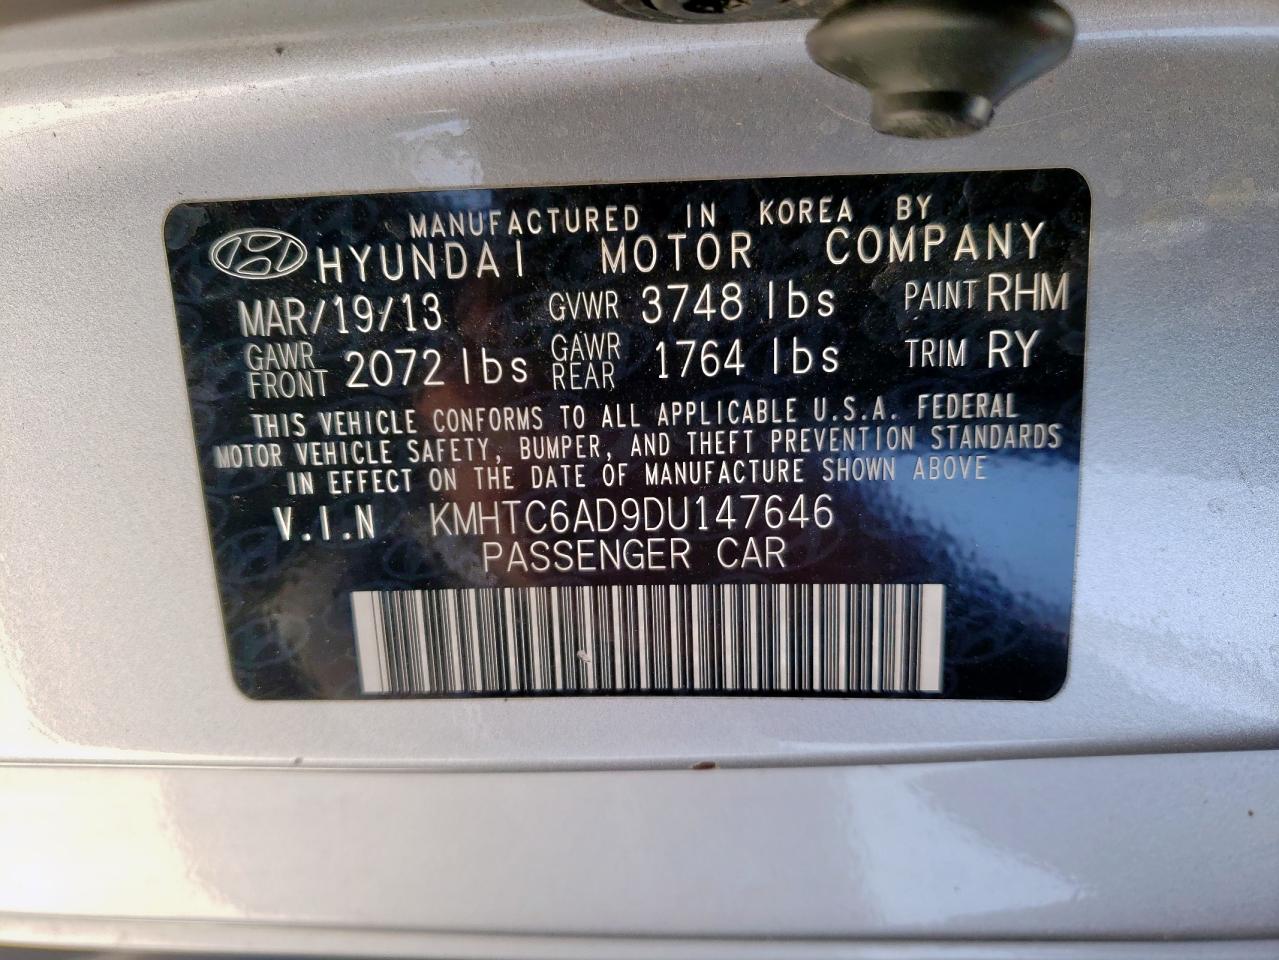 MANUFACTURED IN KOREA BY
HYUNDAI MOTOR COMPANY
MAR/19/13 GVWR 3748 lbs PAINT RHM
GAWR FRONT 2072 lbs GAWR REAR 1764 lbs TRIM RY
THIS VEHICLE CONFORMS TO ALL APPLICABLE U.S.A. FEDERAL
MOTOR VEHICLE SAFETY, BUMPER, AND THEFT PREVENTION STANDARDS
IN EFFECT ON THE DATE OF MANUFACTURE SHOWN ABOVE
V.I.N KMHTC6AD9DU147646
PASSENGER CAR